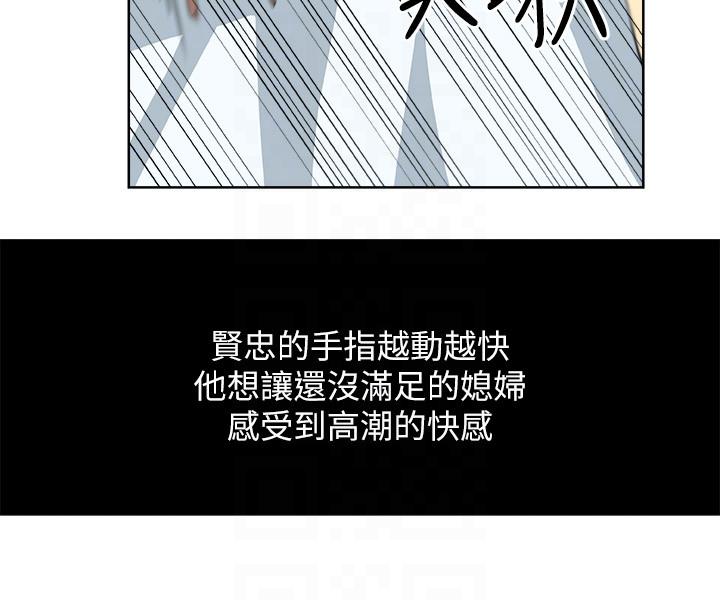 賢忠的手指越動越快
他想讓還沒滿足的媳婦
感受到高潮的快感